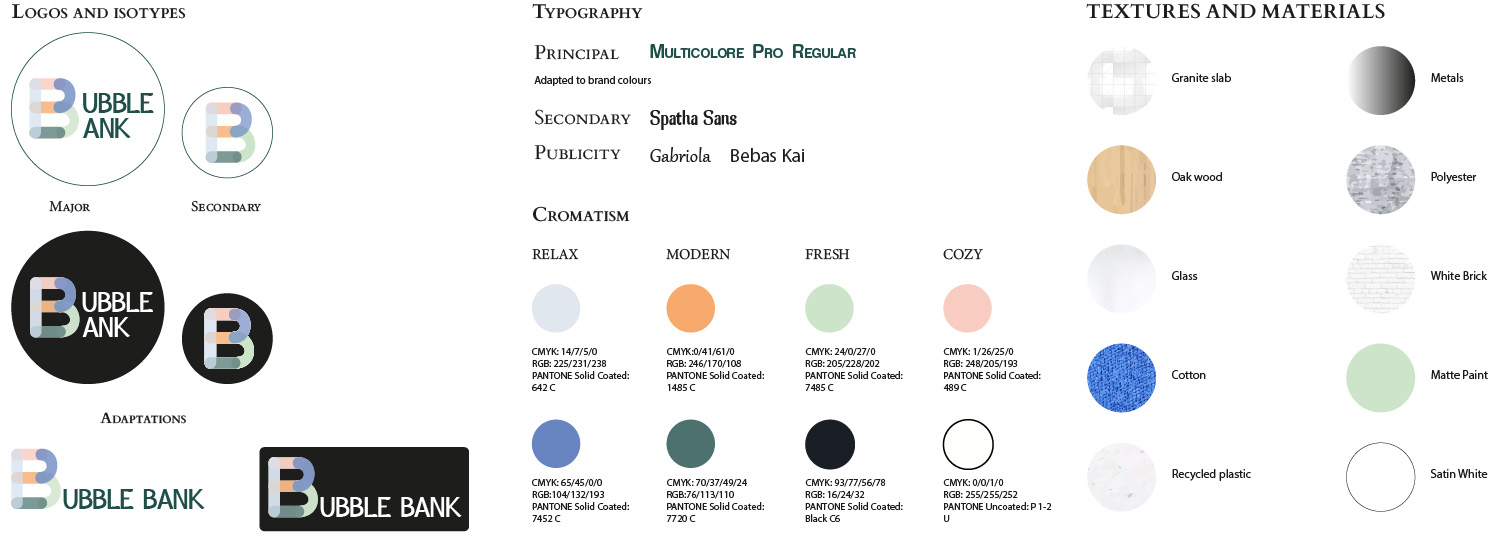 LOGOS AND ISOTYPES
BUBBLE
BANK
B
MAJOR
SECONDARY
BUBBLE
BANK
B
ADAPTATIONS
BUBBLE BANK
BUBBLE BANK
TYPOGRAPHY
PRINCIPAL MULTICOLORE PRO REGULAR
Adapted to brand colours
SECONDARY Spatha Sans
PUBLICITY Gabriola Bebas Kai
CROMATISM
RELAX
CMYK: 14/7/5/0
RGB: 225/231/238
PANTONE Solid Coated:
642 C
CMYK: 65/45/0/0
RGB:104/132/193
PANTONE Solid Coated:
7452 C
MODERN
CMYK:0/41/61/0
RGB: 246/170/108
PANTONE Solid Coated:
1485 C
CMYK: 70/37/49/24
RGB:76/113/110
PANTONE Solid Coated:
7720 C
FRESH
CMYK: 24/0/27/0
RGB: 205/228/202
PANTONE Solid Coated:
7485 C
CMYK: 93/77/56/78
RGB: 16/24/32
PANTONE Solid Coated:
Black C6
COZY
CMYK: 1/26/25/0
RGB: 248/205/193
PANTONE Solid Coated:
489 C
CMYK: 0/0/1/0
RGB: 255/255/252
PANTONE Uncoated: P 1-2
U
TEXTURES AND MATERIALS
Granite slab
Metals
Oak wood
Polyester
Glass
White Brick
Cotton
Matte Paint
Recycled plastic
Satin White